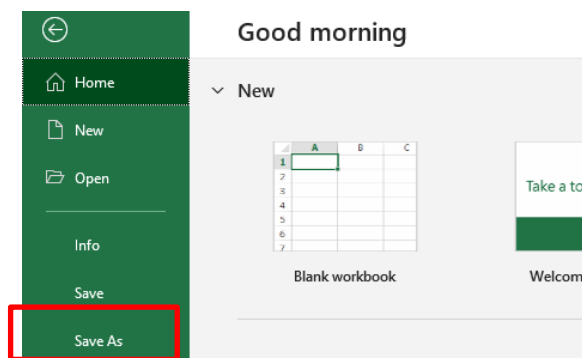 Good morning
Home
New
Open
Info
Save
Save As
New
A B C
1
2
3
4
5
6
7
Blank workbook
Take a to
Welcom